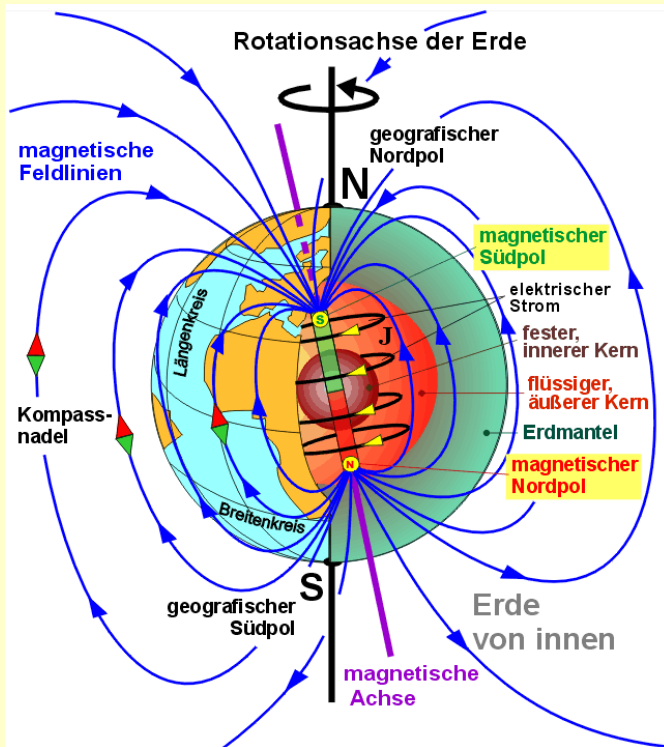 Rotationsachse der Erde
geografischer
Nordpol
N
magnetische
Feldlinien
magnetischer
Südpol
S
elektrischer
Strom
J
fester,
innerer Kern
Längenkreis
flüssiger,
äußerer Kern
Kompass-
nadel
Erdmantel
N
magnetischer
Nordpol
Breitenkreis
S
geografischer
Südpol
Erde
von innen
magnetische
Achse